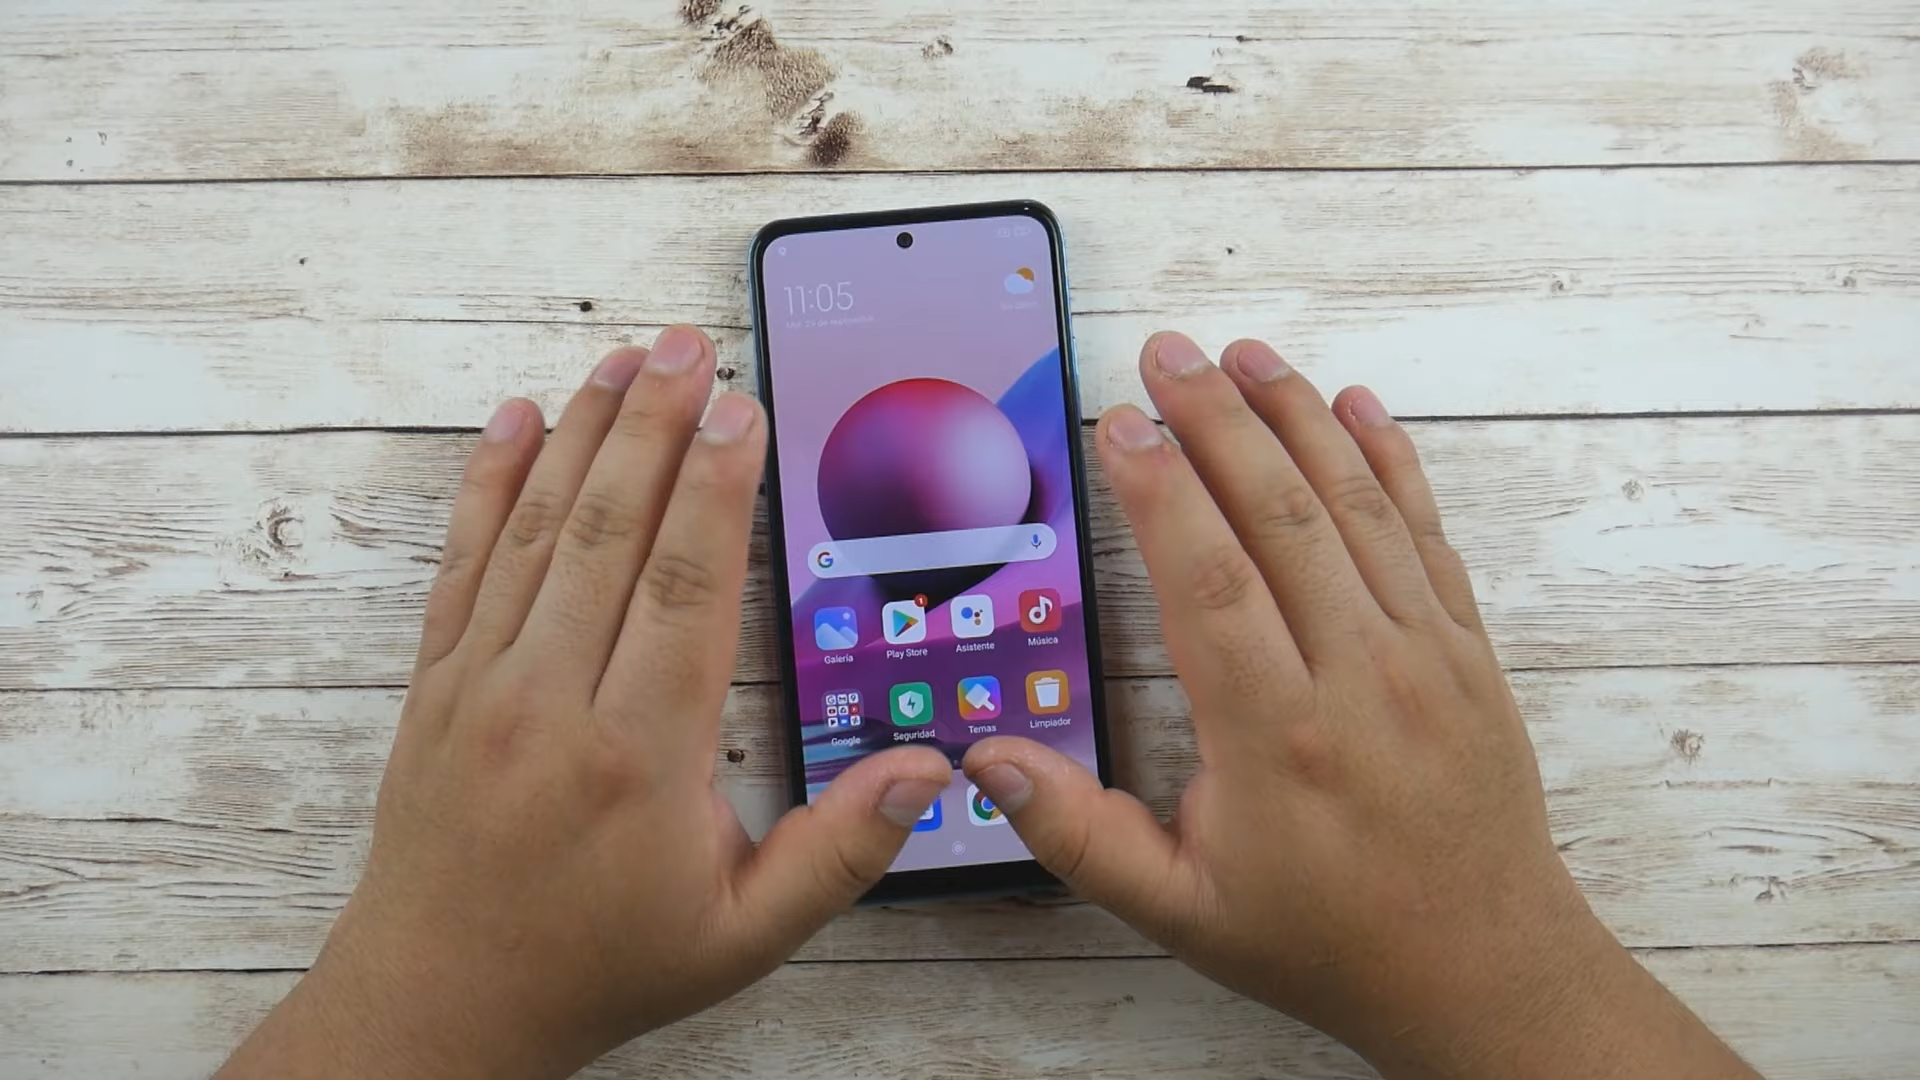 11:05
Galería
Play Store
Asistente
Música
Google
Seguridad
Temas
Limpiador